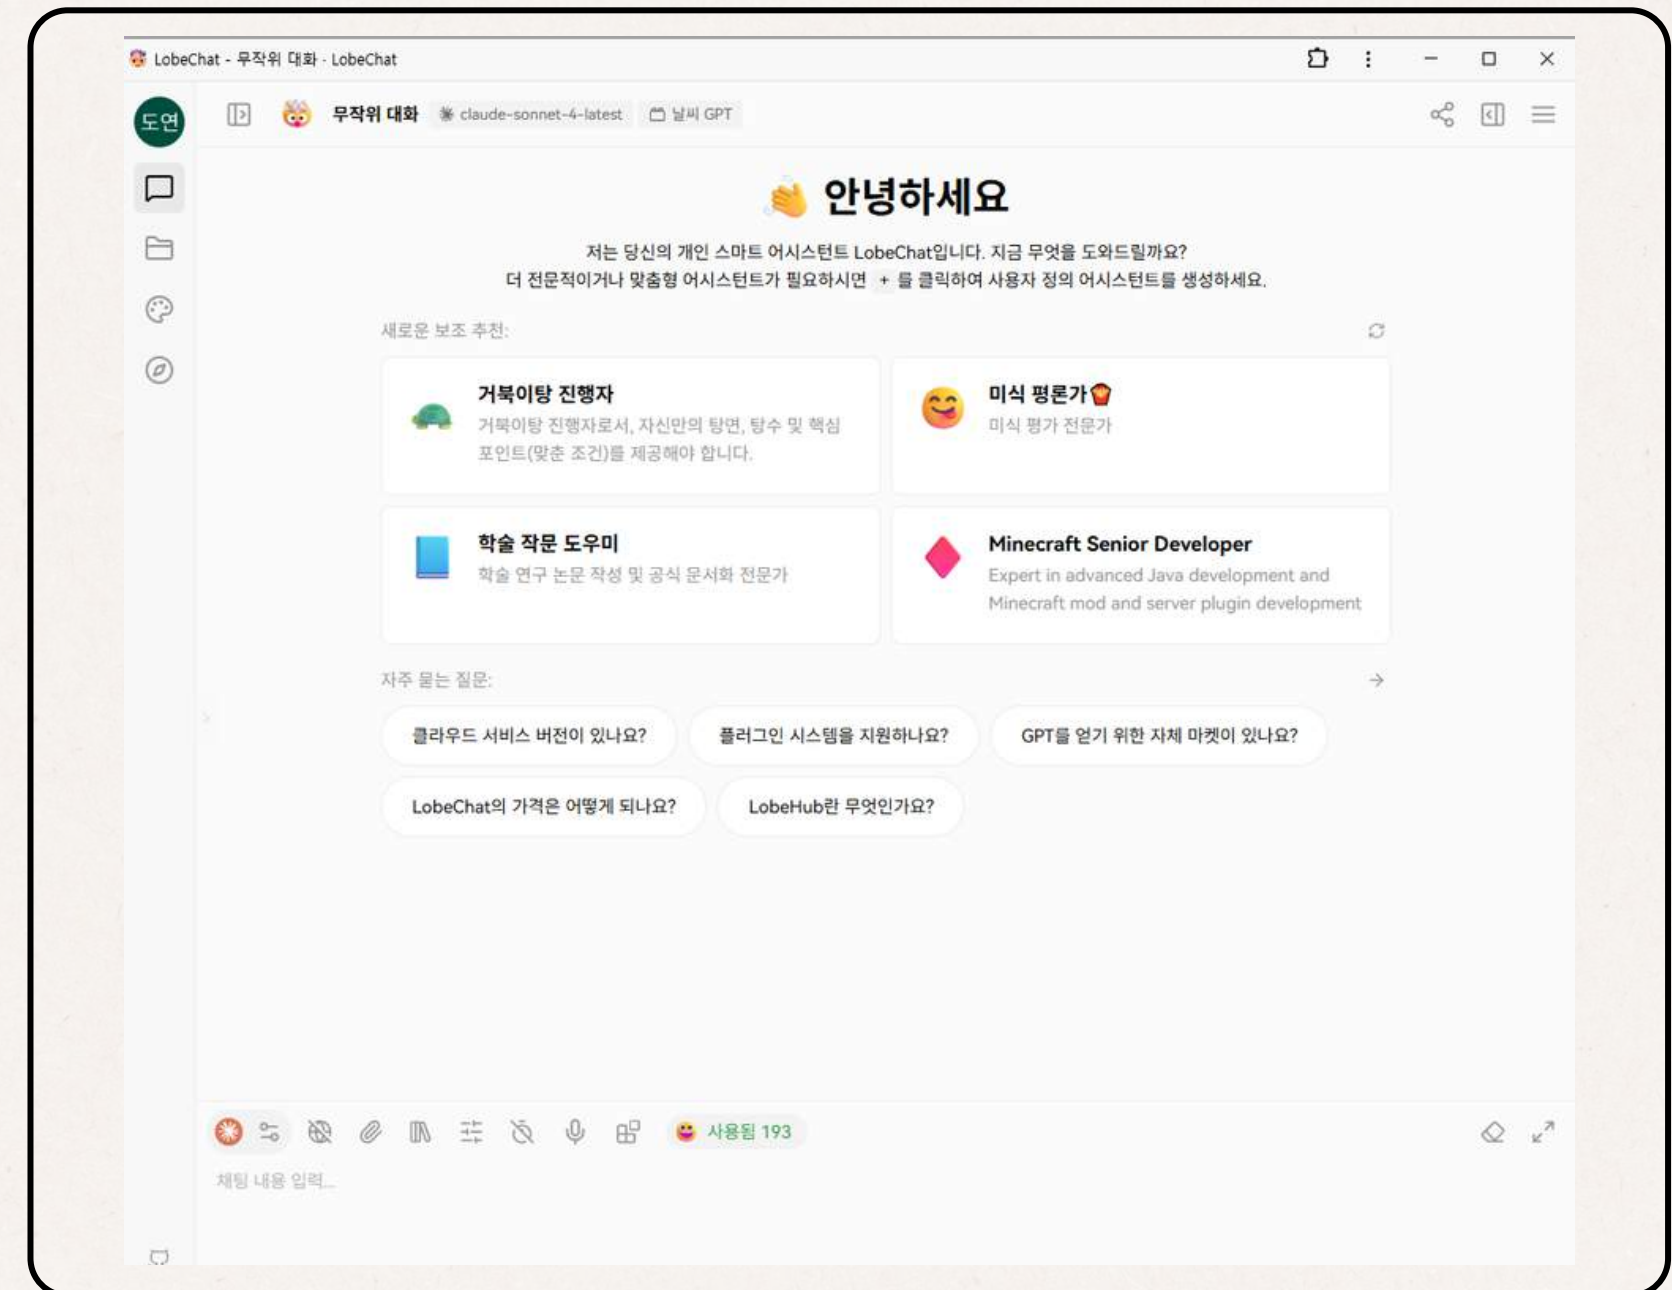 LobeChat - 무작위 대화 · LobeChat
도연
무작위 대화
claude-sonnet-4-latest
날씨 GPT
안녕하세요
저는 당신의 개인 스마트 어시스턴트 LobeChat입니다. 지금 무엇을 도와드릴까요?
더 전문적이거나 맞춤형 어시스턴트가 필요하시면 + 를 클릭하여 사용자 정의 어시스턴트를 생성하세요.
새로운 보조 추천:
거북이탕 진행자
거북이탕 진행자로서, 자신만의 탕면, 탕수 및 핵심
포인트(맞춘 조건)를 제공해야 합니다.
미식 평론가🍟
미식 평가 전문가
학술 작문 도우미
학술 연구 논문 작성 및 공식 문서화 전문가
Minecraft Senior Developer
Expert in advanced Java development and
Minecraft mod and server plugin development
자주 묻는 질문:
클라우드 서비스 버전이 있나요?
플러그인 시스템을 지원하나요?
GPT를 얻기 위한 자체 마켓이 있나요?
LobeChat의 가격은 어떻게 되나요?
LobeHub란 무엇인가요?
사용됨 193
채팅 내용 입력...